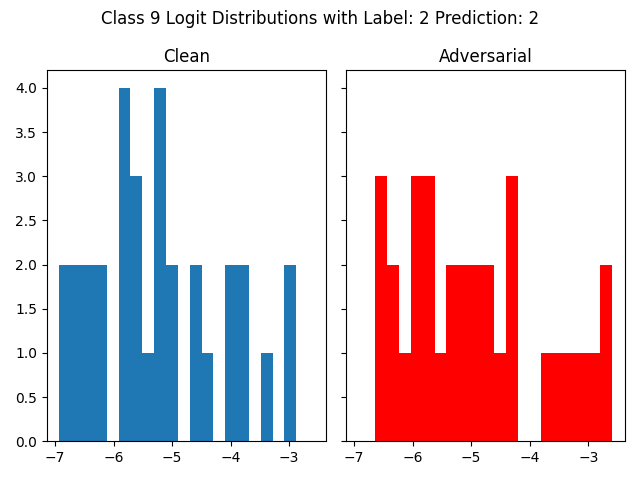 Class 9 Logit Distributions with Label: 2 Prediction: 2
Clean
Adversarial
4.0
3.5
3.0
2.5
2.0
1.5
1.0
0.5
0.0
−7 −6 −5 −4 −3
−7 −6 −5 −4 −3